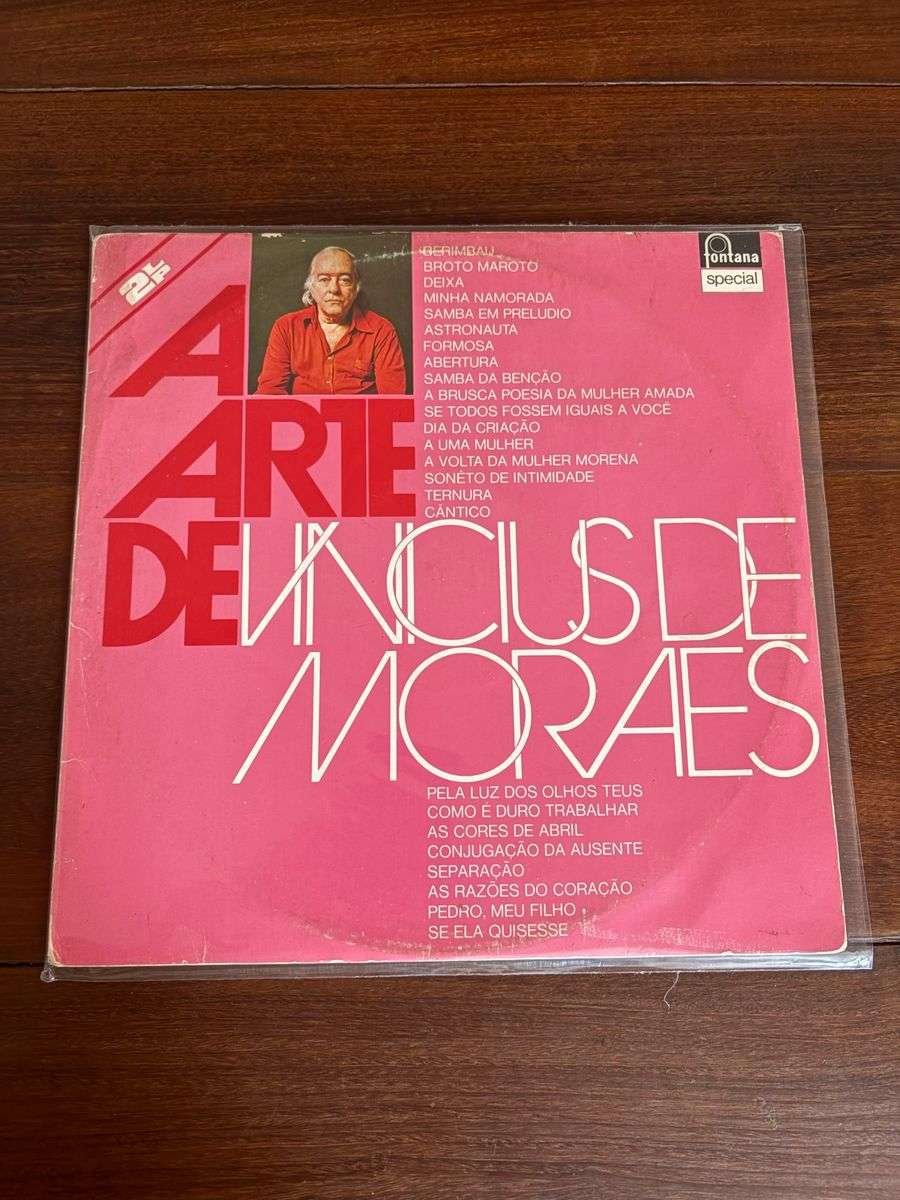 2LP
A
ARTE
DE VINICIUS DE
MORAES
fontana
special
BERIMBAU
BROTO MAROTO
DEIXA
MINHA NAMORADA
SAMBA EM PRELUDIO
ASTRONAUTA
FORMOSA
ABERTURA
SAMBA DA BENÇÃO
A BRUSCA POESIA DA MULHER AMADA
SE TODOS FOSSEM IGUAIS A VOCÊ
DIA DA CRIAÇÃO
A UMA MULHER
A VOLTA DA MULHER MORENA
SONÊTO DE INTIMIDADE
TERNURA
CÂNTICO
PELA LUZ DOS OLHOS TEUS
COMO É DURO TRABALHAR
AS CORES DE ABRIL
CONJUGAÇÃO DA AUSENTE
SEPARAÇÃO
AS RAZÕES DO CORAÇÃO
PEDRO, MEU FILHO
SE ELA QUISESSE